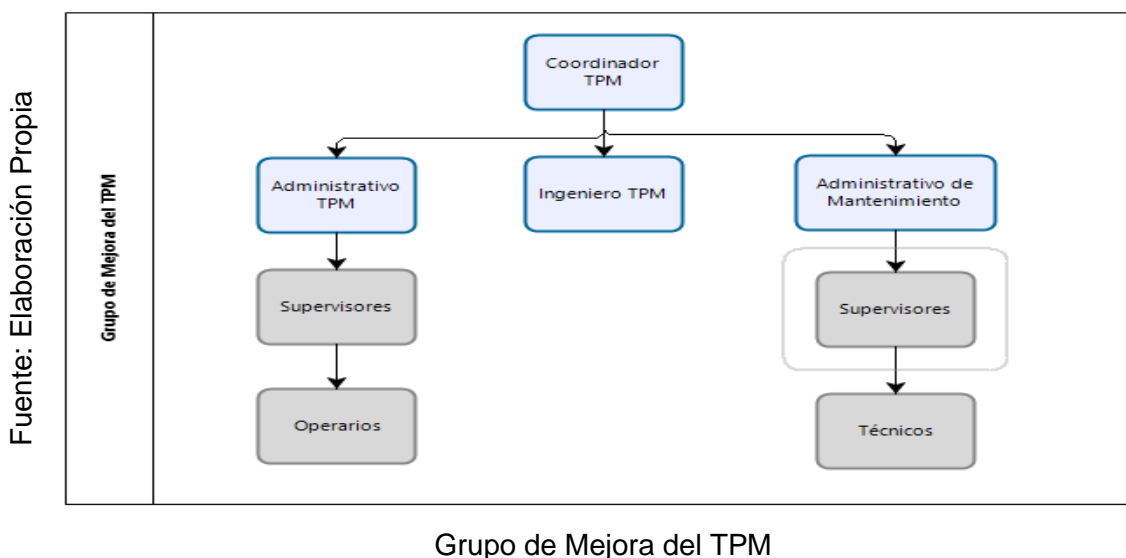 Fuente: Elaboración Propia
Grupo de Mejora del TPM
Coordinador
TPM
Administrativo
TPM
Ingeniero TPM
Administrativo de
Mantenimiento
Supervisores
Supervisores
Operarios
Técnicos
Grupo de Mejora del TPM